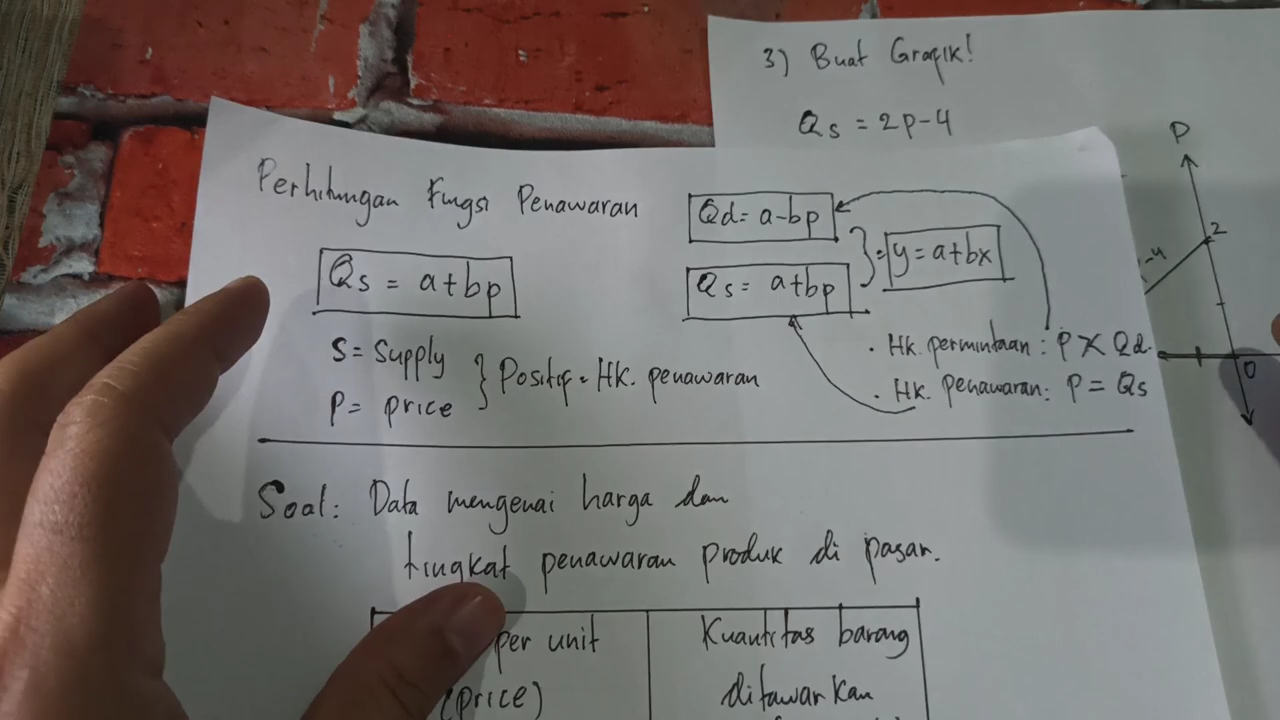 3) Buat Grafik!
Qs = 2p-4
P
2
-4
0
Perhitungan Fungsi Penawaran
Qs = a+bp
S = Supply
P = price
} Positif = Hk. penawaran
Qd = a-bp
Qs = a+bp
} = y = a+bx
. Hk. permintaan : P X Qd.
. Hk. penawaran : P = Qs
Soal : Data mengenai harga dan
tingkat penawaran produk di pasar.
per unit
(price)
Kuantitas barang
ditawarkan